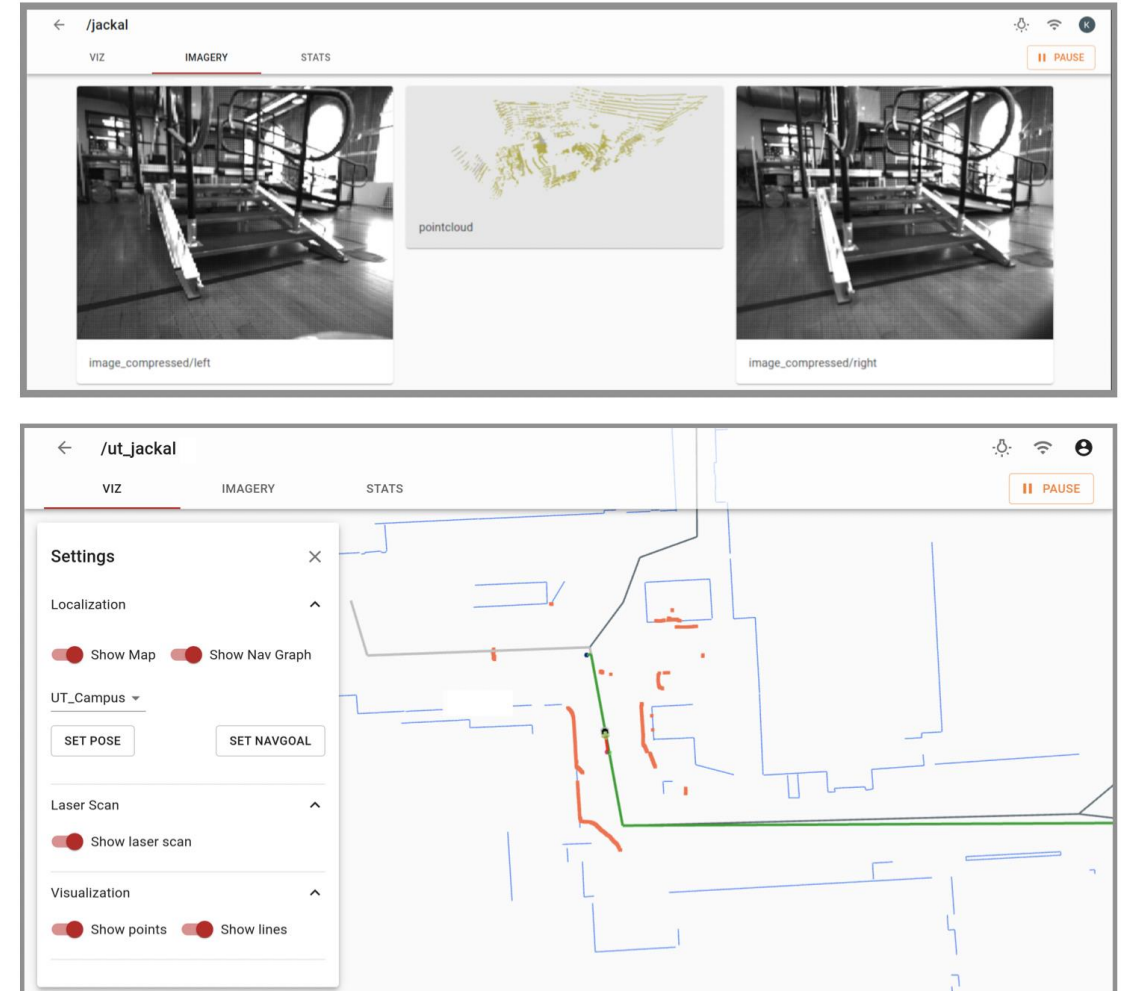 /jackal
K
VIZ IMAGERY STATS
PAUSE
pointcloud
image_compressed/left
image_compressed/right
/ut_jackal
VIZ IMAGERY STATS
PAUSE
Settings
Localization
Show Map Show Nav Graph
UT_Campus
SET POSE SET NAVGOAL
Laser Scan
Show laser scan
Visualization
Show points Show lines